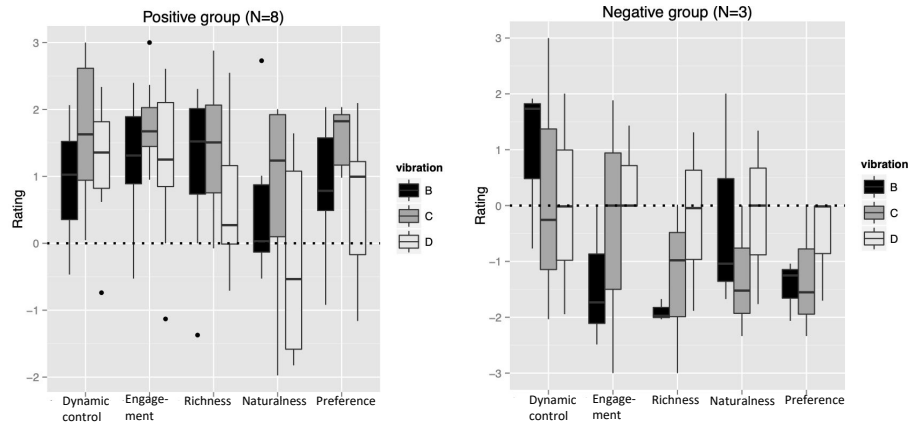 Positive group (N=8)
3
2
1
0
−1
−2
Rating
Dynamic control
Engage-ment
Richness
Naturalness
Preference
vibration
B
C
D
Negative group (N=3)
3
2
1
0
−1
−2
−3
Rating
Dynamic control
Engage-ment
Richness
Naturalness
Preference
vibration
B
C
D